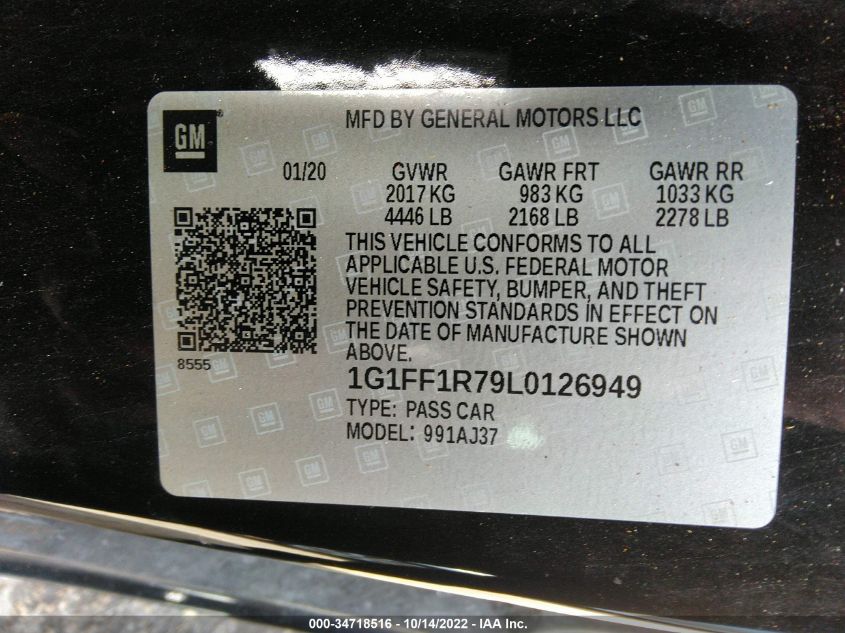 GM
MFD BY GENERAL MOTORS LLC
01/20 GVWR GAWR FRT GAWR RR
2017 KG 983 KG 1033 KG
4446 LB 2168 LB 2278 LB
THIS VEHICLE CONFORMS TO ALL
APPLICABLE U.S. FEDERAL MOTOR
VEHICLE SAFETY, BUMPER, AND THEFT
PREVENTION STANDARDS IN EFFECT ON
THE DATE OF MANUFACTURE SHOWN
ABOVE.
8555
1G1FF1R79L0126949
TYPE: PASS CAR
MODEL: 991AJ37
000-34718516 - 10/14/2022 - IAA Inc.